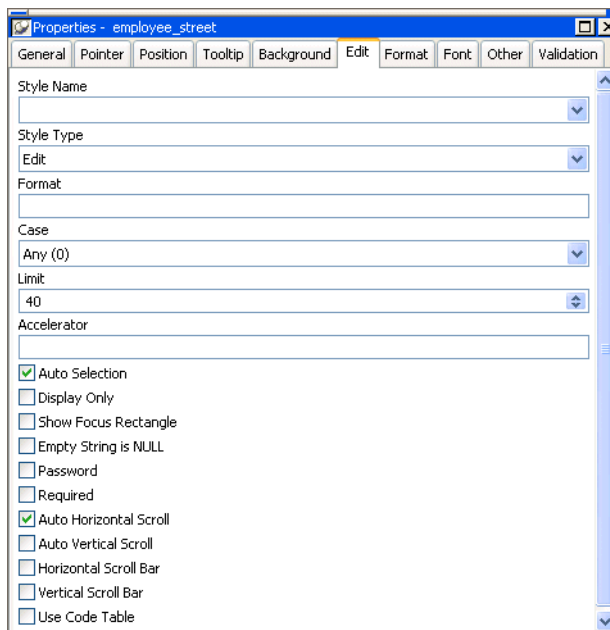 Properties - employee_street
General Pointer Position Tooltip Background Edit Format Font Other Validation
Style Name
Style Type
Edit
Format
Case
Any (0)
Limit
40
Accelerator
Auto Selection
Display Only
Show Focus Rectangle
Empty String is NULL
Password
Required
Auto Horizontal Scroll
Auto Vertical Scroll
Horizontal Scroll Bar
Vertical Scroll Bar
Use Code Table